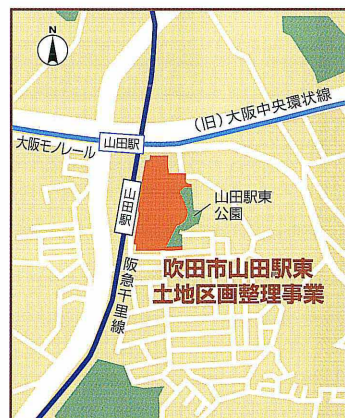 N
(旧)大阪中央環状線
山田駅
大阪モノレール
山田駅
山田駅東
公園
阪急千里線
吹田市山田駅東
土地区画整理事業